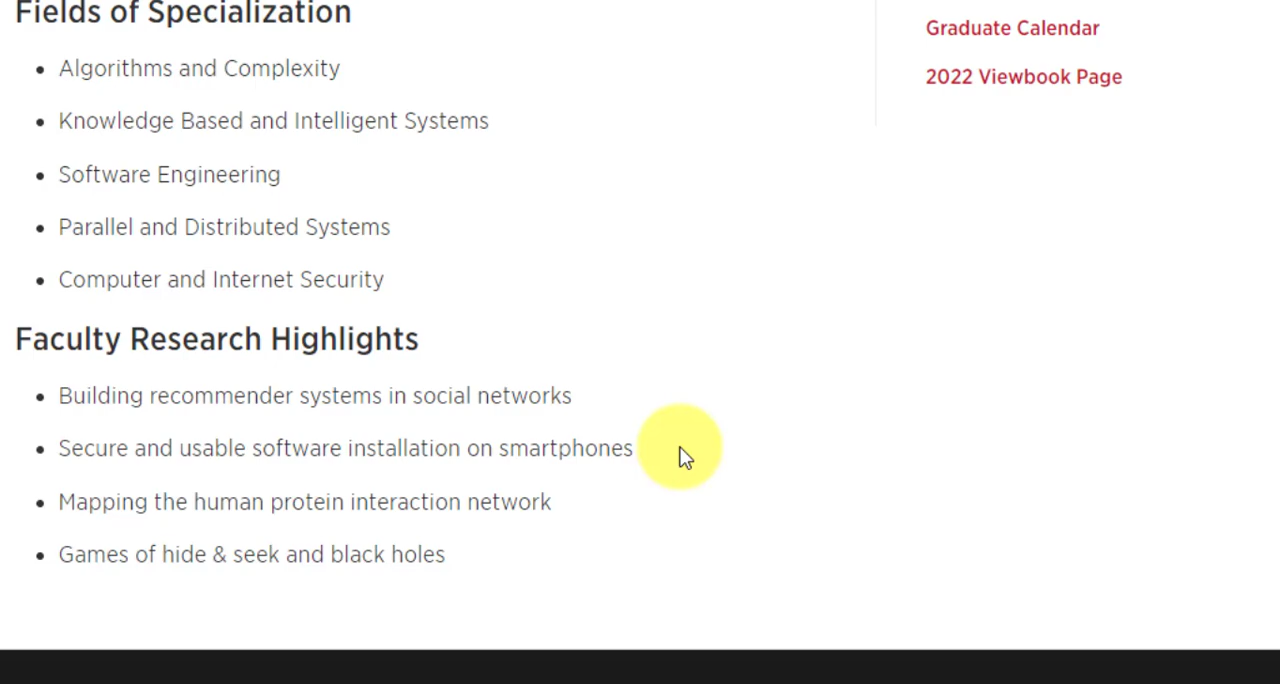 Fields of Specialization
Algorithms and Complexity
Knowledge Based and Intelligent Systems
Software Engineering
Parallel and Distributed Systems
Computer and Internet Security
Faculty Research Highlights
Building recommender systems in social networks
Secure and usable software installation on smartphones
Mapping the human protein interaction network
Games of hide & seek and black holes
Graduate Calendar
2022 Viewbook Page